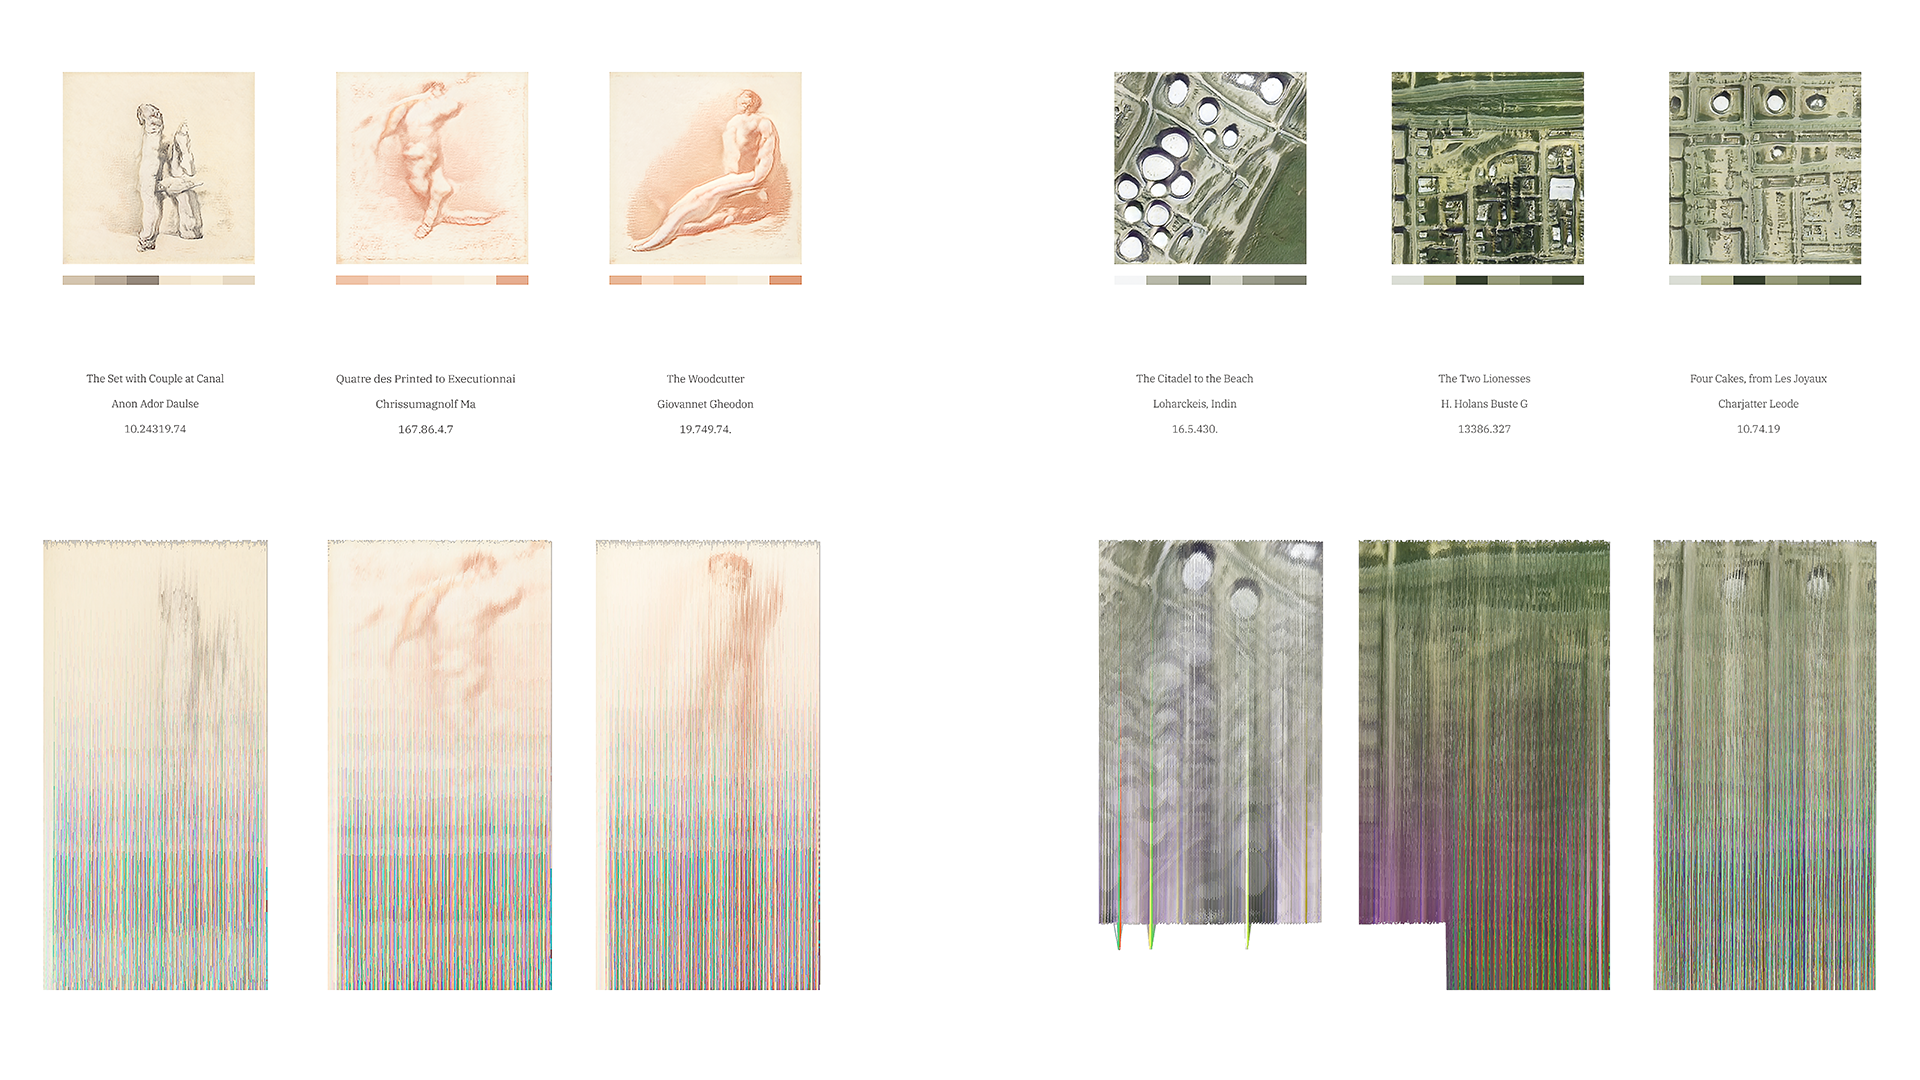 The Set with Couple at Canal
Anon Ador Daulse
10.24319.74
Quatre des Printed to Executionnai
Chrissumagnolf Ma
167.86.4.7
The Woodcutter
Giovannet Gheodon
19.749.74.
The Citadel to the Beach
Loharckeis, Indin
16.5.430.
The Two Lionesses
H. Holans Buste G
13386.327
Four Cakes, from Les Joyaux
Charjatter Leode
10.74.19